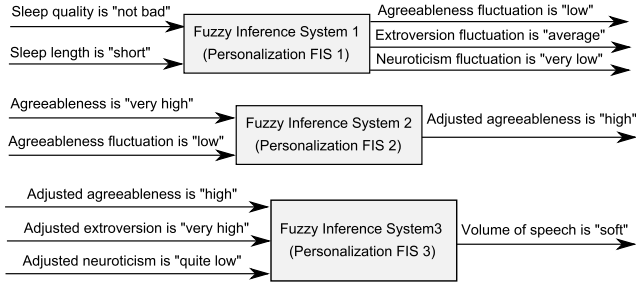 Sleep quality is "not bad"
Sleep length is "short"
Fuzzy Inference System 1
(Personalization FIS 1)
Agreeableness fluctuation is "low"
Extroversion fluctuation is "average"
Neuroticism fluctuation is "very low"
Agreeableness is "very high"
Agreeableness fluctuation is "low"
Fuzzy Inference System 2
(Personalization FIS 2)
Adjusted agreeableness is "high"
Adjusted agreeableness is "high"
Adjusted extroversion is "very high"
Adjusted neuroticism is "quite low"
Fuzzy Inference System3
(Personalization FIS 3)
Volume of speech is "soft"